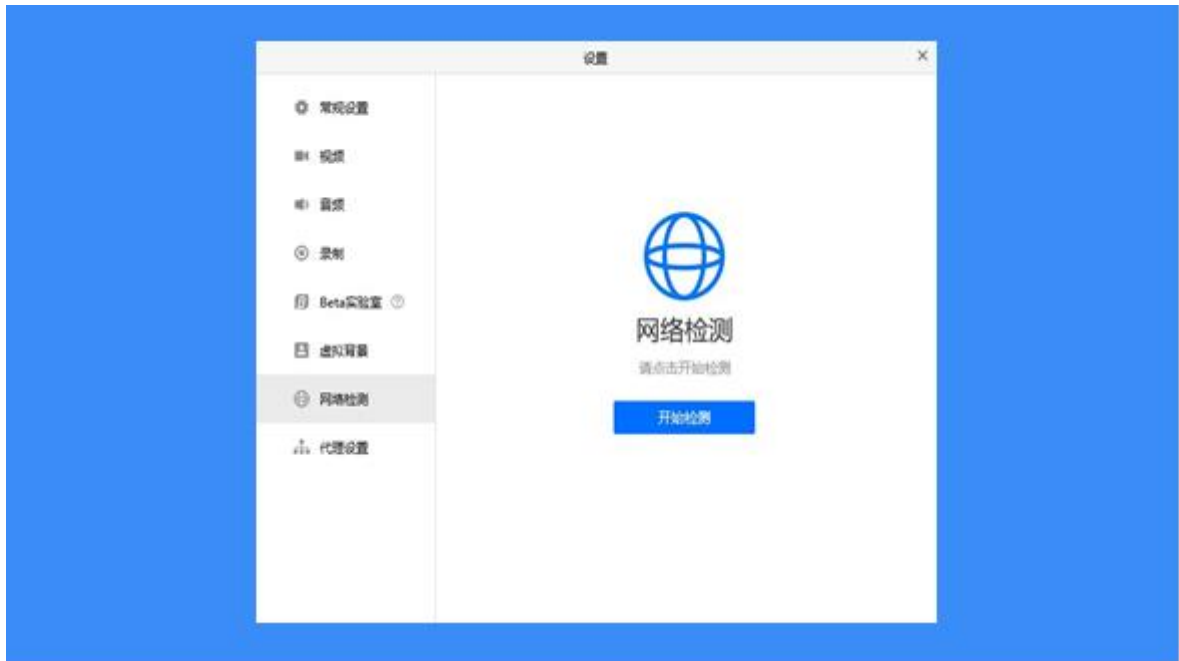 设置
常规设置
视频
音频
录制
Beta实验室
虚拟背景
网络检测
代理设置
网络检测
请点击开始检测
开始检测